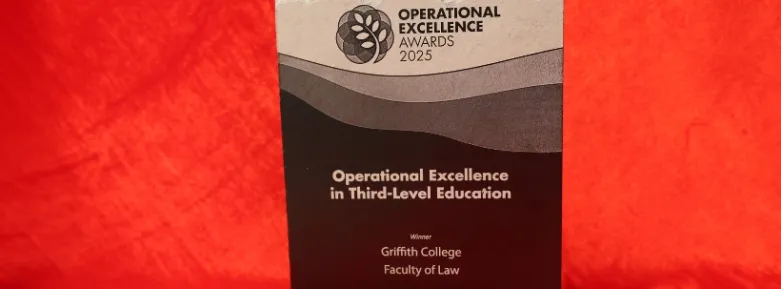 OPERATIONAL
EXCELLENCE
AWARDS
2025
Operational Excellence
in Third-Level Education
Winner
Griffith College
Faculty of Law